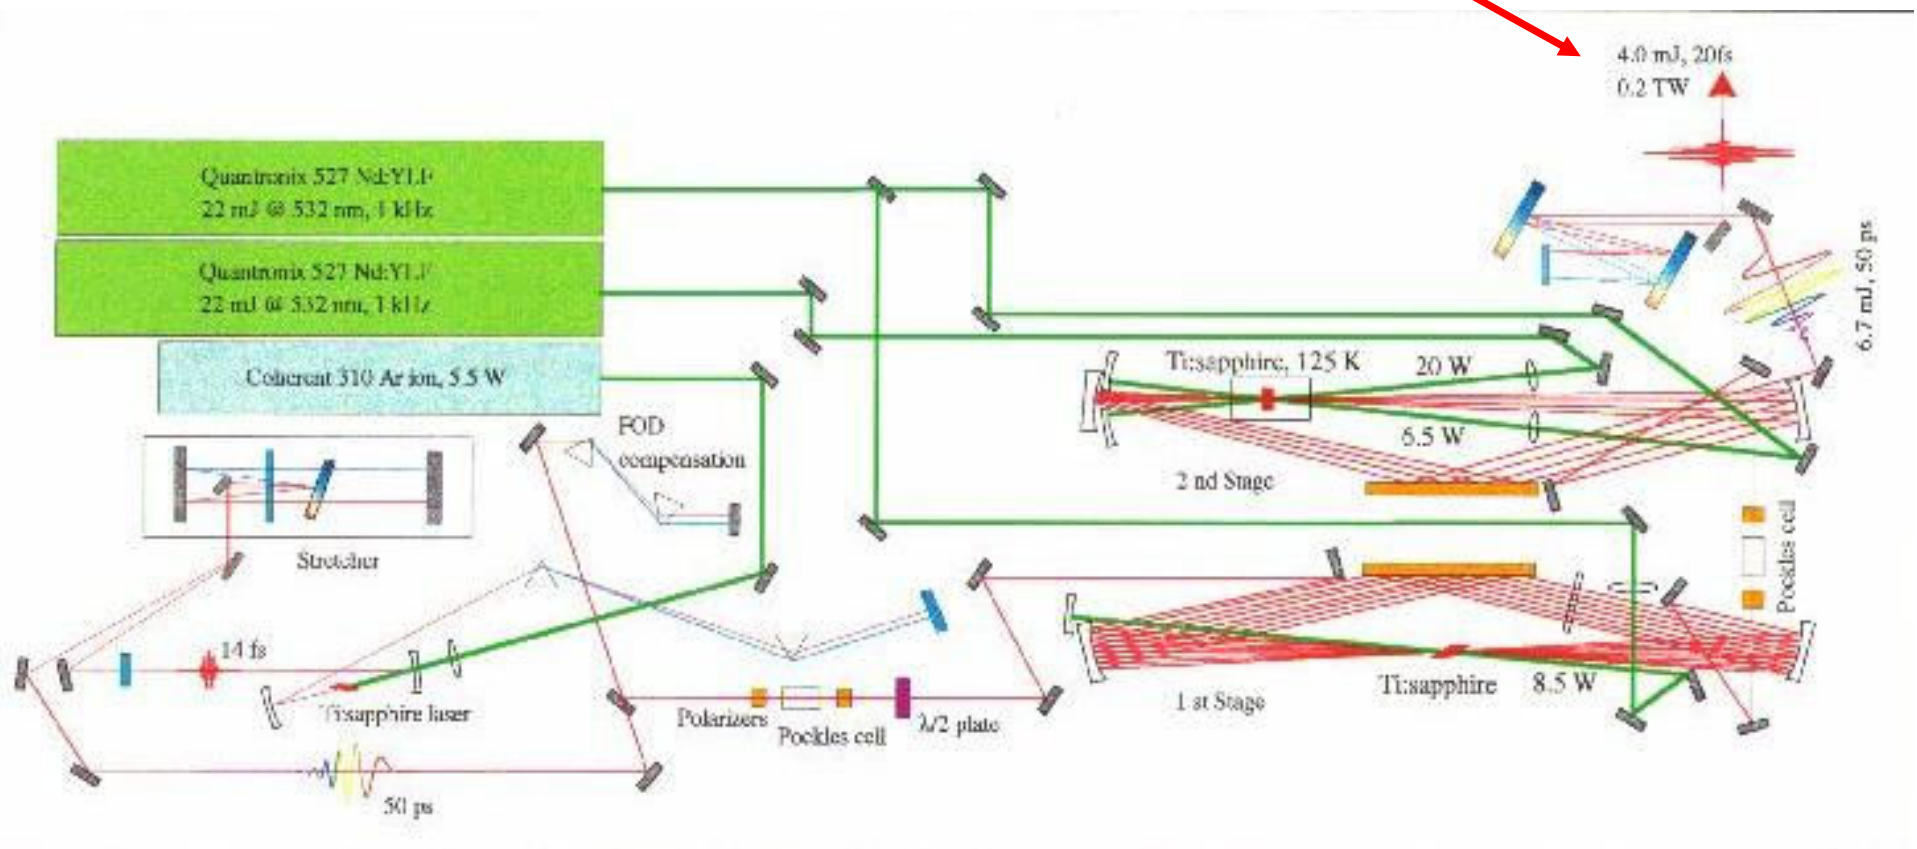 4.0 mJ, 20fs
0.2 TW
Quantronix 527 Nd:YLF
22 mJ @ 532 nm, 1 kHz
Quantronix 527 Nd:YLF
22 mJ @ 532 nm, 1 kHz
Coherent 310 Ar ion, 5.5 W
6.7 mJ, 50 ps
Ti:sapphire, 125 K
20 W
6.5 W
2 nd Stage
FOD
compensation
Stretcher
Pockles cell
14 fs
Ti:sapphire laser
Polarizers
Pockles cell
λ/2 plate
1 st Stage
Ti:sapphire
8.5 W
50 ps